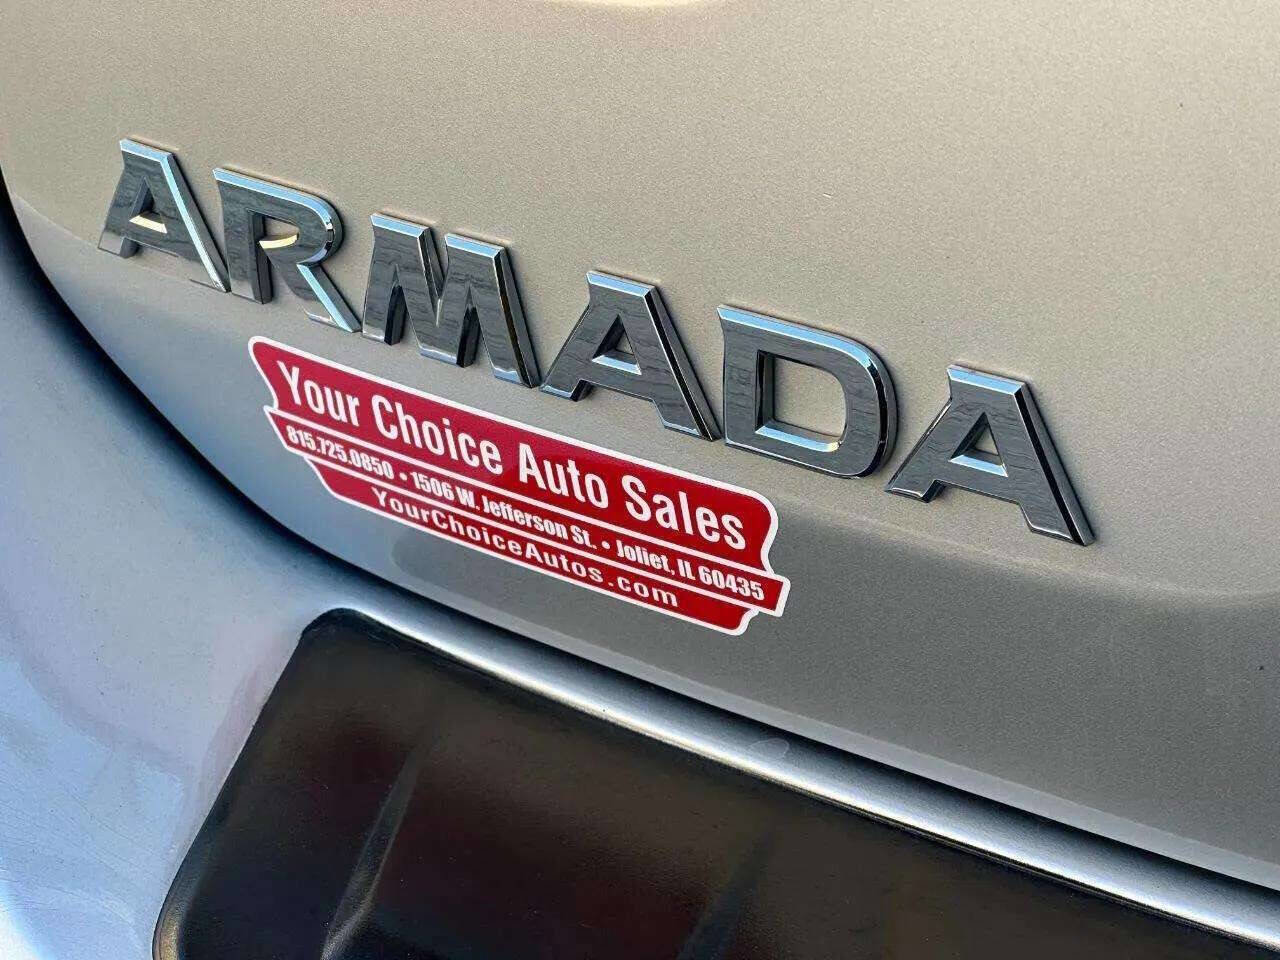 ARMADA
Your Choice Auto Sales
815.725.0850 • 1506 W. Jefferson St. • Joliet, IL 60435
YourChoiceAutos.com